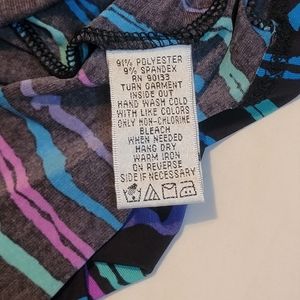 91% POLYESTER
9% SPANDEX
RN 90133
TURN GARMENT
INSIDE OUT
HAND WASH COLD
WITH LIKE COLORS
ONLY NON-CHLORINE
BLEACH
WHEN NEEDED
HANG DRY
WARM IRON
ON REVERSE
SIDE IF NECESSARY